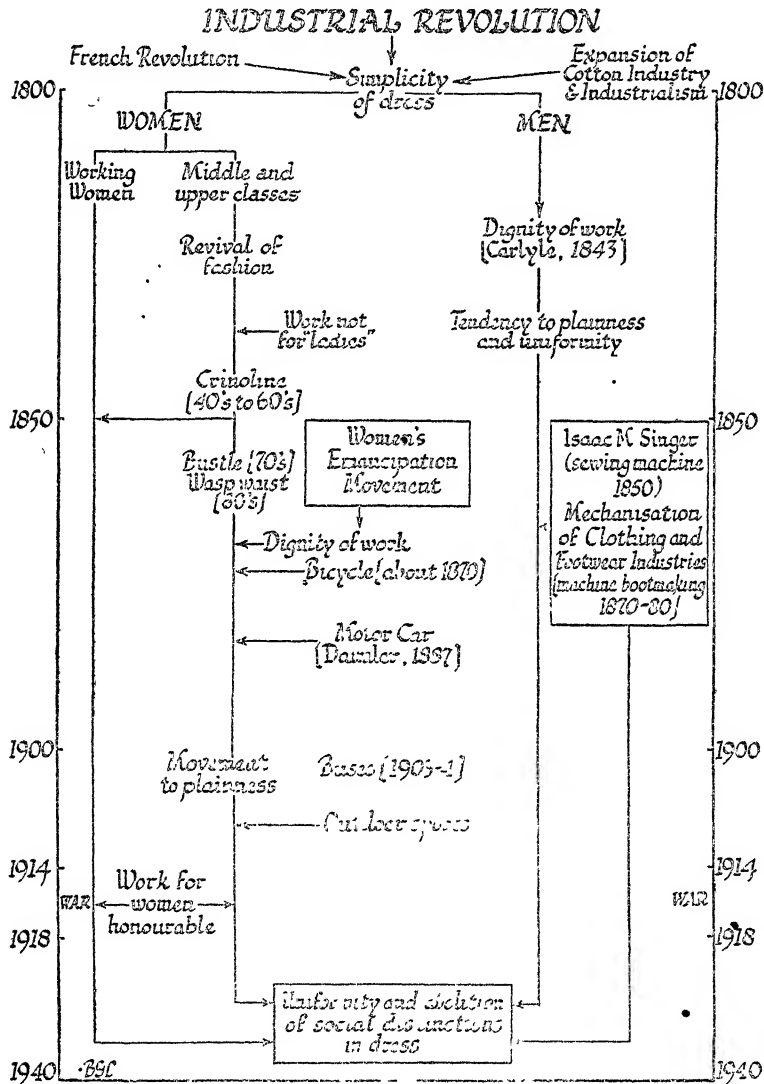 INDUSTRIAL REVOLUTION
French Revolution
Simplicity
of dress
Expansion of
Cotton Industry
& Industrialism
1800
1800
WOMEN
MEN
Working
Women
Middle and
upper classes
Revival of
fashion
Dignity of work
[Carlyle, 1843]
Work not
for "ladies"
Tendency to plainness
and uniformity
Crinoline
[40's to 60's]
1850
1850
Women's
Emancipation
Movement
Isaac M Singer
(sewing machine
1850)
Mechanisation
of Clothing and
Footwear Industries
[machine bootmaking
1870-80]
Bustle [70's]
Wasp waist
Dignity of work
Bicycle [about 1870)
Motor Car
[Daimler, 1887]
1900
1900
Movement
to plainness
Buses
Outdoor sports
1914
1914
WAR
Work for
women
honourable
WAR
1918
1918
Uniformity and abolition
of social distinctions
in dress
1940
1940